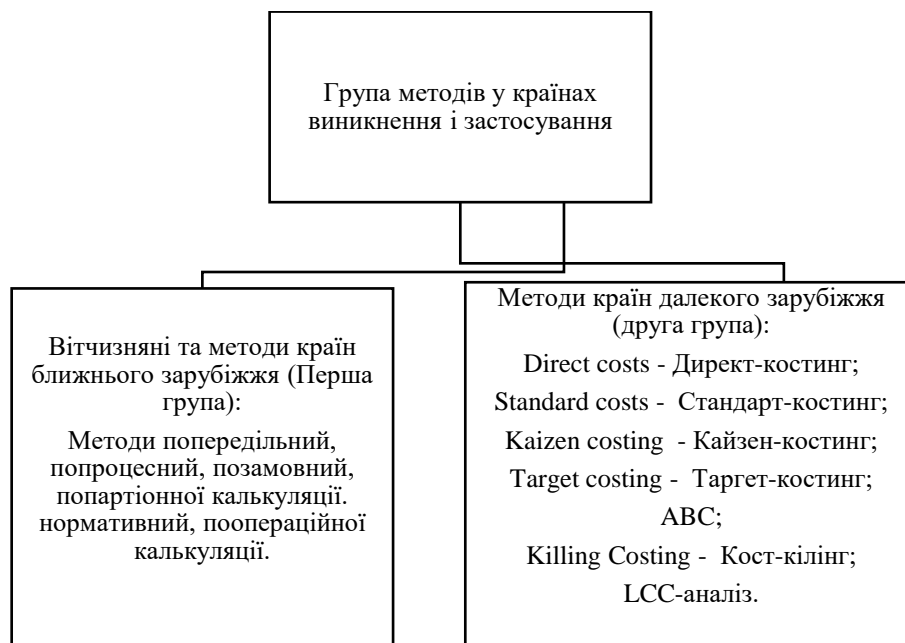 Група методів у країнах
виникнення і застосування
Вітчизняні та методи країн
ближнього зарубіжжя (Перша
група):
Методи попередільний,
попроцесний, позамовний,
попартіонної калькуляції.
нормативний, поопераційної
калькуляції.
Методи країн далекого зарубіжжя
(друга група):
Direct costs - Директ-костинг;
Standard costs - Стандарт-костинг;
Kaizen costing - Кайзен-костинг;
Target costing - Таргет-костинг;
ABC;
Killing Costing - Кост-кілінг;
LCC-аналіз.